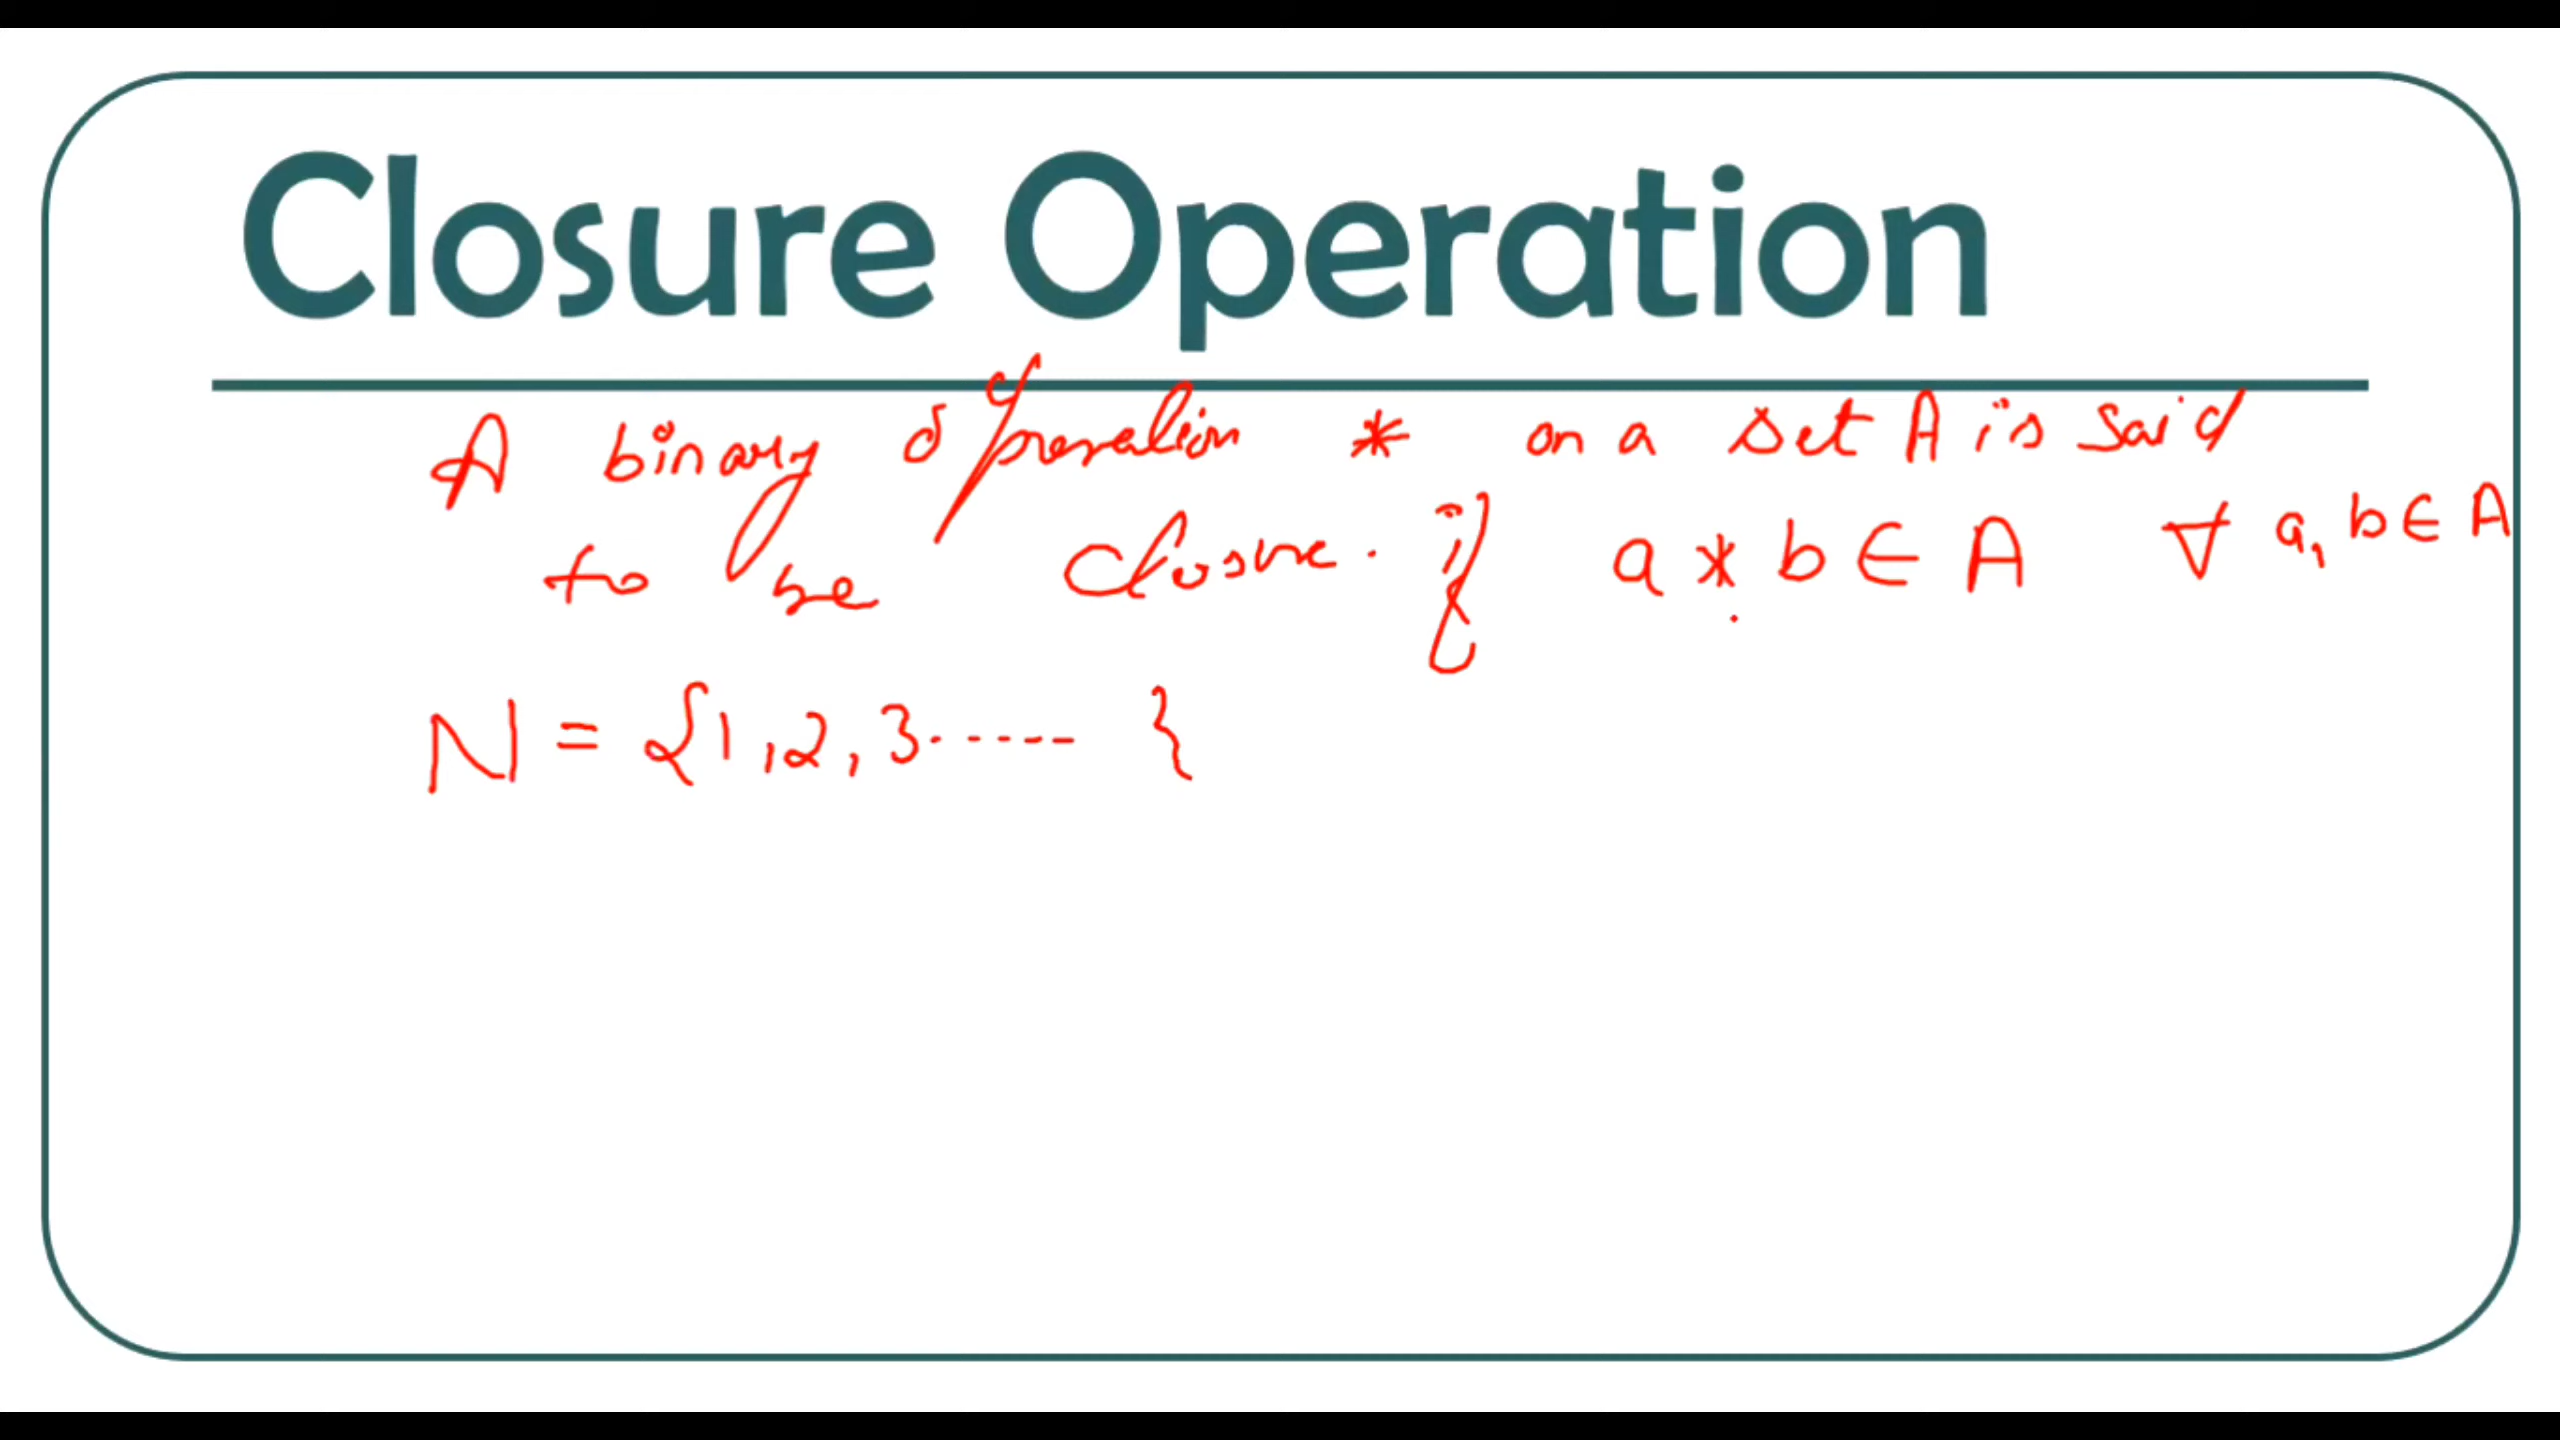 Closure Operation
A binary operation * on a set A is said
to be closure. if a * b ∈ A ∀ a, b ∈ A
N = {1, 2, 3 ----- }